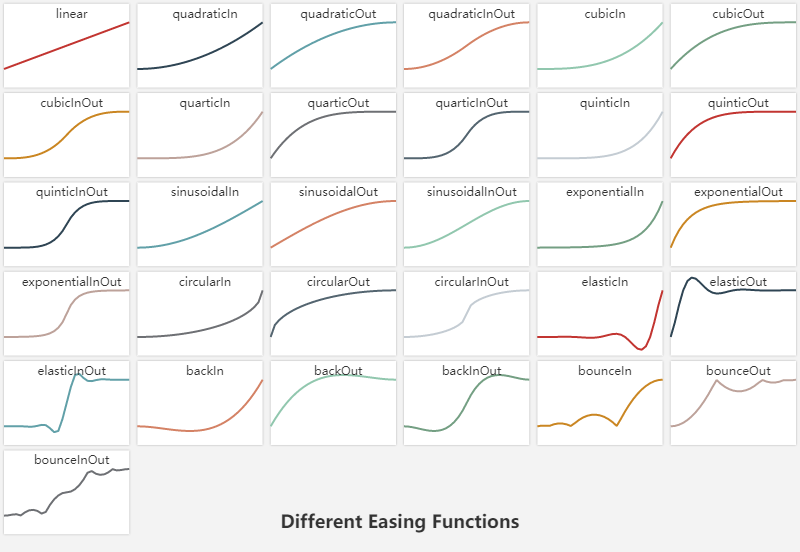 linear
quadraticIn
quadraticOut
quadraticInOut
cubicIn
cubicOut
cubicInOut
quarticIn
quarticOut
quarticInOut
quinticIn
quinticOut
quinticInOut
sinusoidalIn
sinusoidalOut
sinusoidalInOut
exponentialIn
exponentialOut
exponentialInOut
circularIn
circularOut
circularInOut
elasticIn
elasticOut
elasticInOut
backIn
backOut
backInOut
bounceIn
bounceOut
bounceInOut
Different Easing Functions